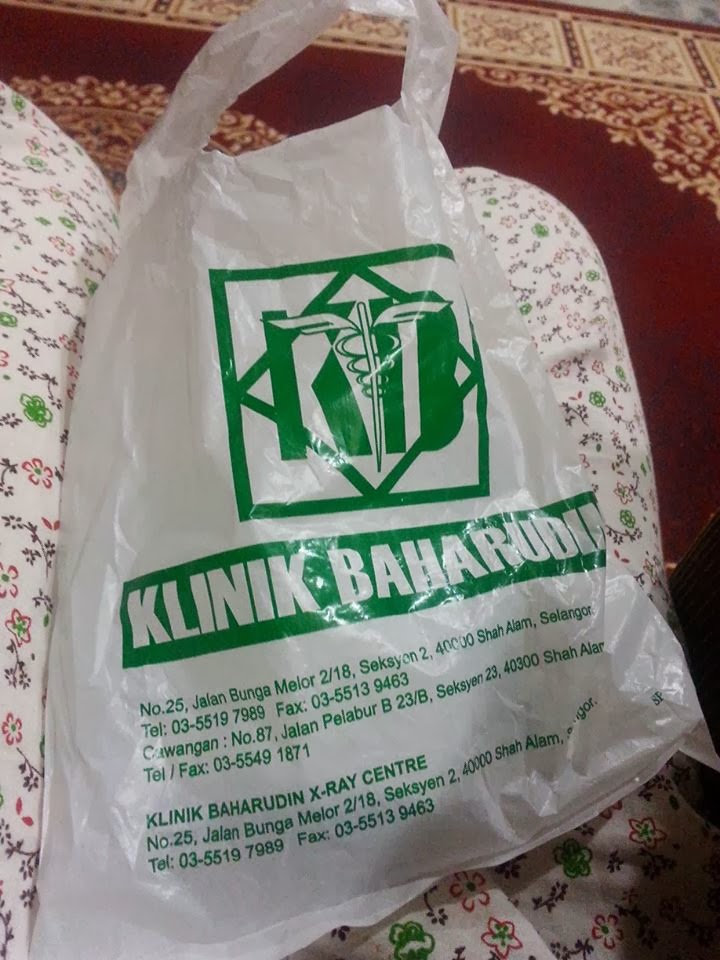 KB
KLINIK BAHARUDIN
No.25, Jalan Bunga Melor 2/18, Seksyen 2, 40000 Shah Alam, Selangor.
Tel: 03-5519 7989 Fax: 03-5513 9463
Cawangan : No.87, Jalan Pelabur B 23/B, Seksyen 23, 40300 Shah Alam
Tel / Fax: 03-5549 1871
SP
KLINIK BAHARUDIN X-RAY CENTRE
No.25, Jalan Bunga Melor 2/18, Seksyen 2, 40000 Shah Alam, Selangor.
Tel: 03-5519 7989 Fax: 03-5513 9463